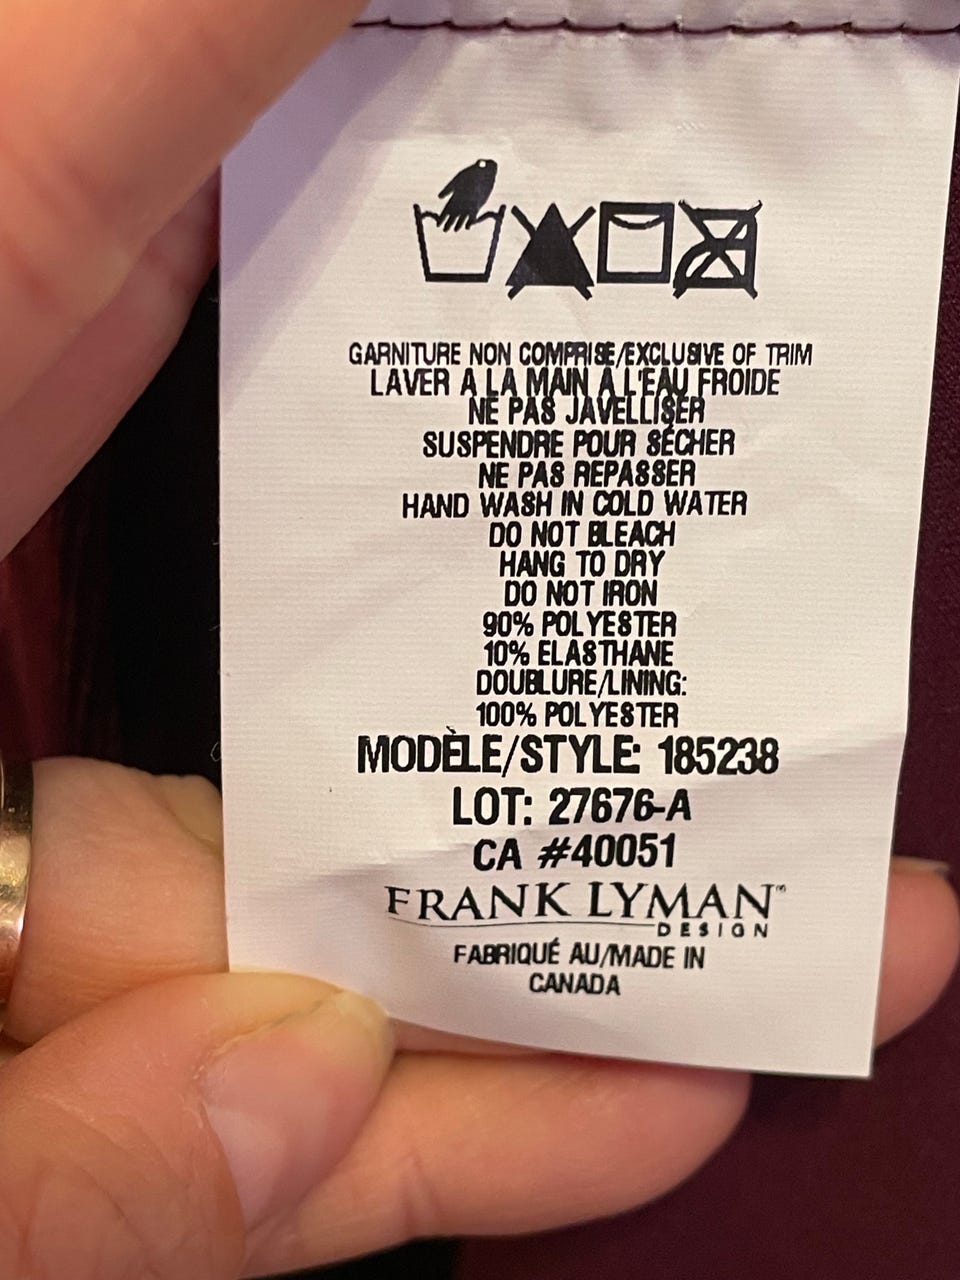 GARNITURE NON COMPRISE/EXCLUSIVE OF TRIM
LAVER A LA MAIN À L'EAU FROIDE
NE PAS JAVELLISER
SUSPENDRE POUR SÉCHER
NE PAS REPASSER
HAND WASH IN COLD WATER
DO NOT BLEACH
HANG TO DRY
DO NOT IRON
90% POLYESTER
10% ELASTHANE
DOUBLURE/LINING:
100% POLYESTER
MODÈLE/STYLE: 185238
LOT: 27676-A
CA #40051
FRANK LYMAN
DESIGN
FABRIQUÉ AU/MADE IN
CANADA